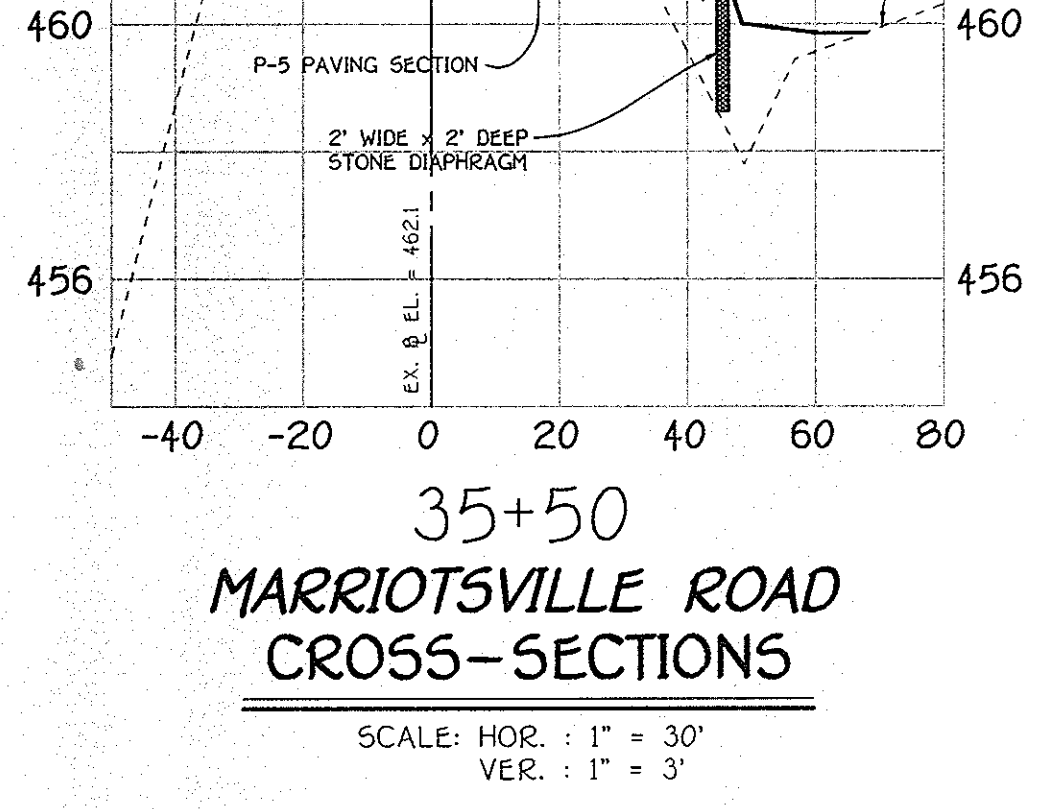 460 460
P-5 PAVING SECTION
2' WIDE x 2' DEEP
STONE DIAPHRAGM
EX. ℄ EL. = 462.1
456 456
-40 -20 0 20 40 60 80
35+50
MARRIOTSVILLE ROAD
CROSS-SECTIONS
SCALE: HOR. : 1" = 30'
VER. : 1" = 3'